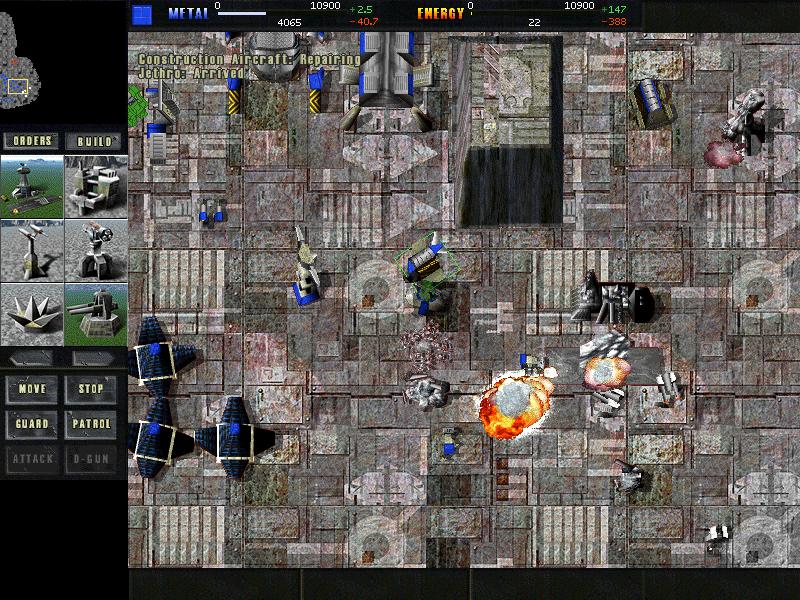 METAL 0 10900 +2.5
4065 -40.7
ENERGY 0 10900 +147
22 -388
Construction Aircraft: Repairing
Jethro: Arrived
ORDERS BUILD
MOVE STOP
GUARD PATROL
ATTACK D-GUN